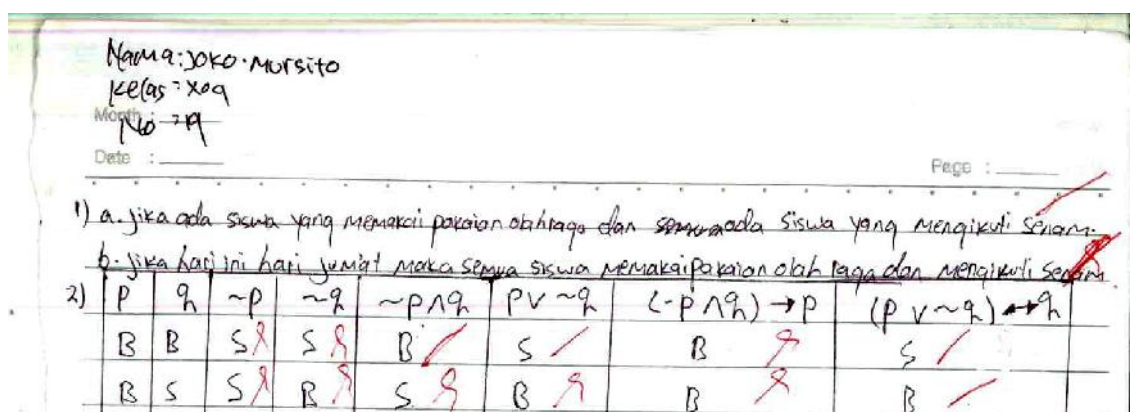 Nama: Joko Mursito
Kelas = X09
Month :
No = 19
Date :
Page :
1) a. Jika ada siswa yang memakai pakaian olahraga dan ada siswa yang mengikuti senam.
b. Jika hari ini hari jumat maka semua siswa memakai pakaian olah raga dan mengikuti senam
2) P q ~P ~q ~P∧q P∨~q (~P∧q) → P (P∨~q) ↔ q
B B S S B S B S
B S S B S B B B